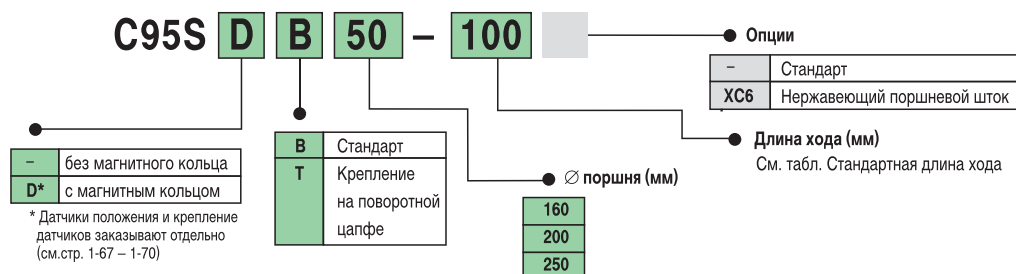 C95S D B 50 – 100
Опции
– Стандарт
XC6 Нержавеющий поршневой шток
Длина хода (мм)
См. табл. Стандартная длина хода
– без магнитного кольца
D* с магнитным кольцом
* Датчики положения и крепление
датчиков заказывают отдельно
(см.стр. 1-67 – 1-70)
B Стандарт
T Крепление
на поворотной
цапфе
∅ поршня (мм)
160
200
250